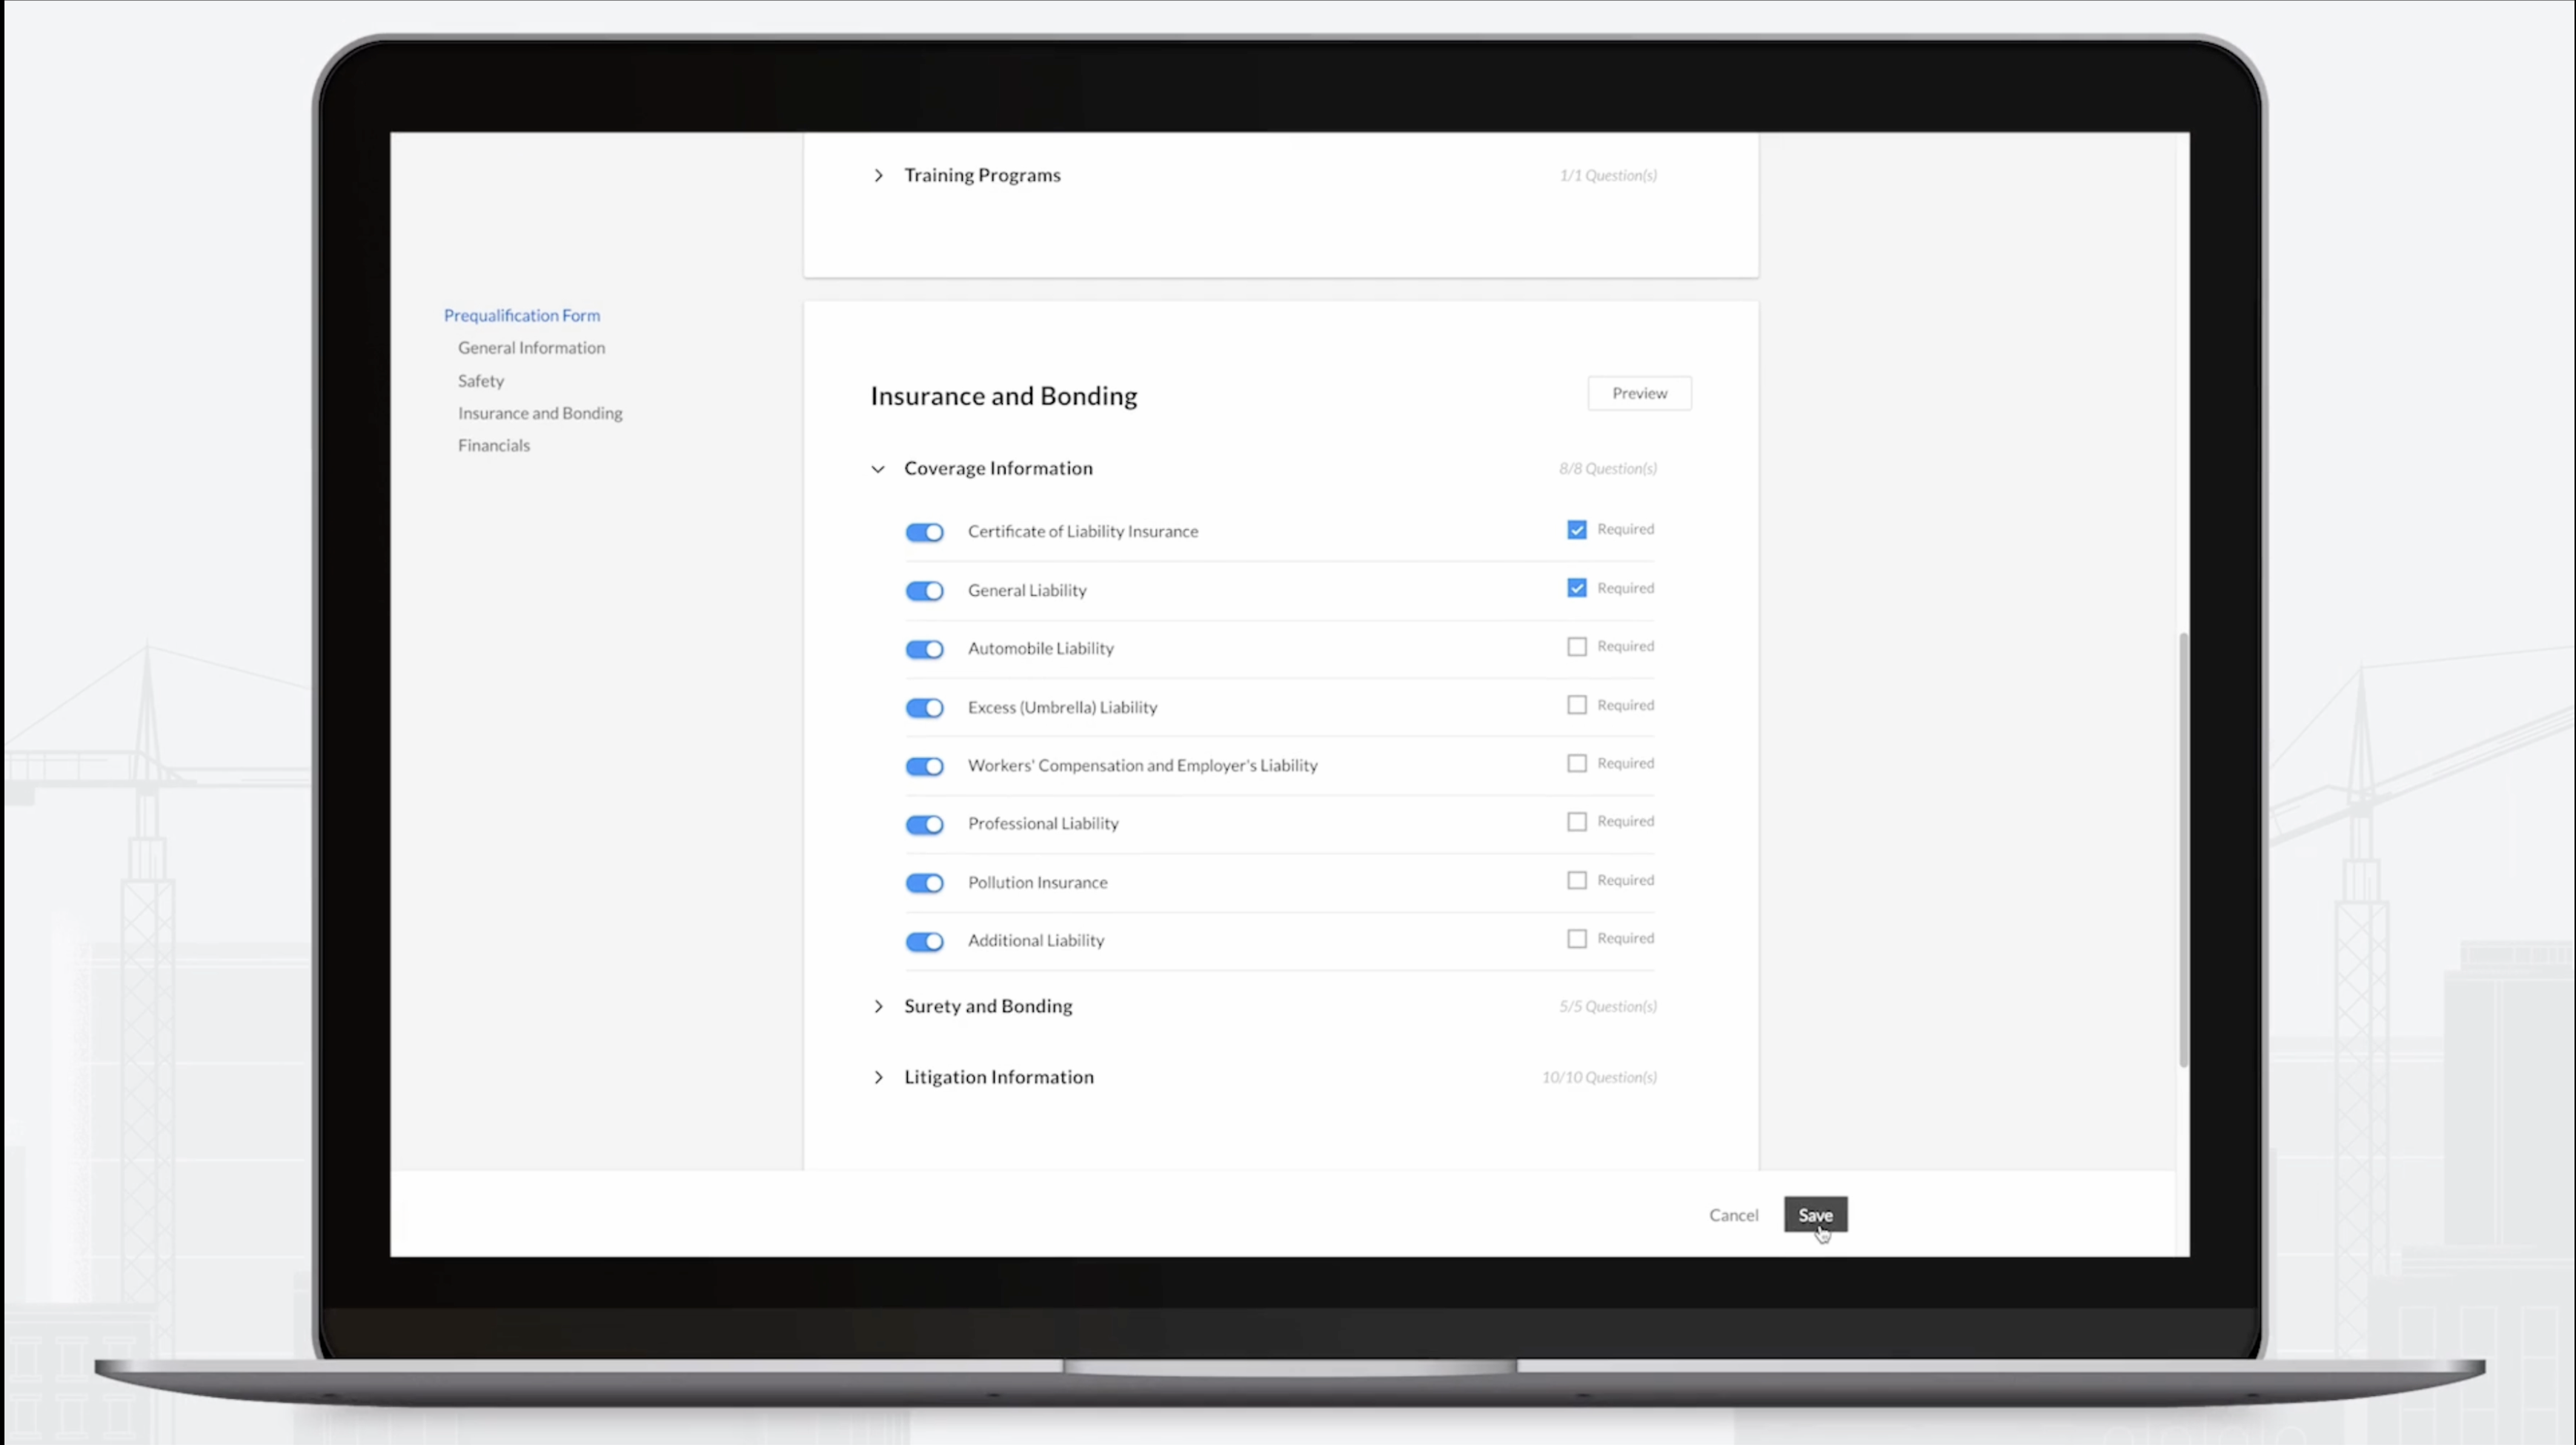 Training Programs 1/1 Question(s)
Prequalification Form
General Information
Safety
Insurance and Bonding
Financials
Insurance and Bonding Preview
Coverage Information 8/8 Question(s)
Certificate of Liability Insurance Required
General Liability Required
Automobile Liability Required
Excess (Umbrella) Liability Required
Workers' Compensation and Employer's Liability Required
Professional Liability Required
Pollution Insurance Required
Additional Liability Required
Surety and Bonding 5/5 Question(s)
Litigation Information 10/10 Question(s)
Cancel Save